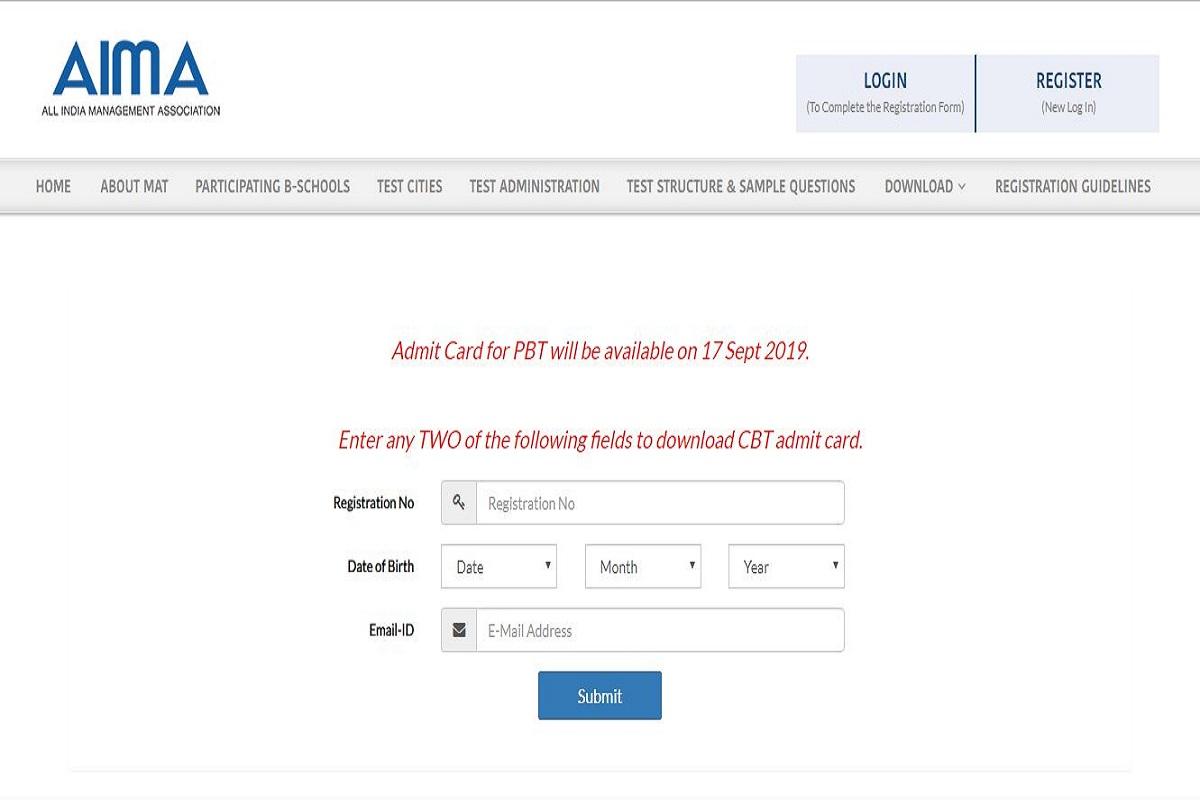 AIMA
ALL INDIA MANAGEMENT ASSOCIATION
LOGIN
(To Complete the Registration Form)
REGISTER
(New Log In)
HOME ABOUT MAT PARTICIPATING B-SCHOOLS TEST CITIES TEST ADMINISTRATION TEST STRUCTURE & SAMPLE QUESTIONS DOWNLOAD REGISTRATION GUIDELINES
Admit Card for PBT will be available on 17 Sept 2019.
Enter any TWO of the following fields to download CBT admit card.
Registration No Registration No
Date of Birth Date Month Year
Email-ID E-Mail Address
Submit